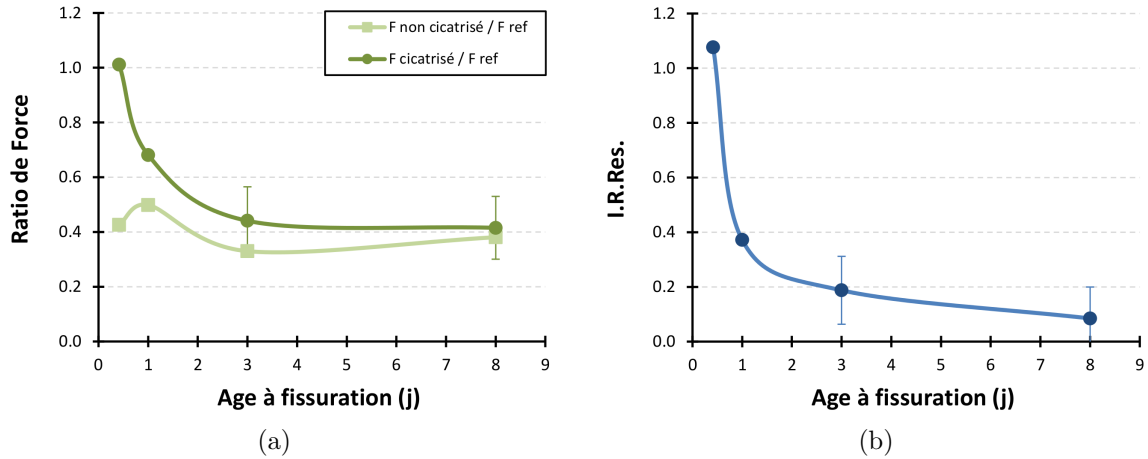 1.2
1.0
0.8
0.6
0.4
0.2
0.0
0 1 2 3 4 5 6 7 8 9
Ratio de Force
Age à fissuration (j)
F non cicatrisé / F ref
F cicatrisé / F ref
(a)
1.2
1.0
0.8
0.6
0.4
0.2
0.0
0 1 2 3 4 5 6 7 8 9
I.R.Res.
Age à fissuration (j)
(b)